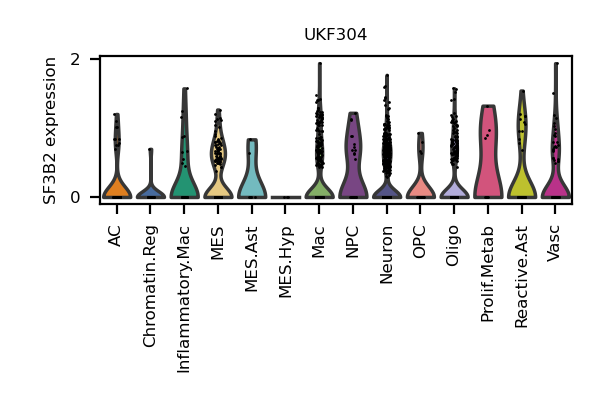 UKF304
SF3B2 expression
2
0
AC
Chromatin.Reg
Inflammatory.Mac
MES
MES.Ast
MES.Hyp
Mac
NPC
Neuron
OPC
Oligo
Prolif.Metab
Reactive.Ast
Vasc